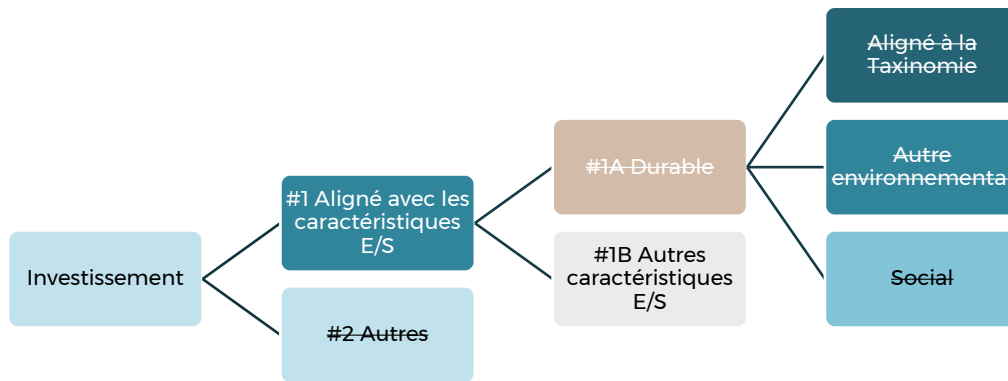 Investissement
#1 Aligné avec les
caractéristiques
E/S
#2 Autres
#1A Durable
#1B Autres
caractéristiques
E/S
Aligné à la
Taxinomie
Autre
environnementa
Social